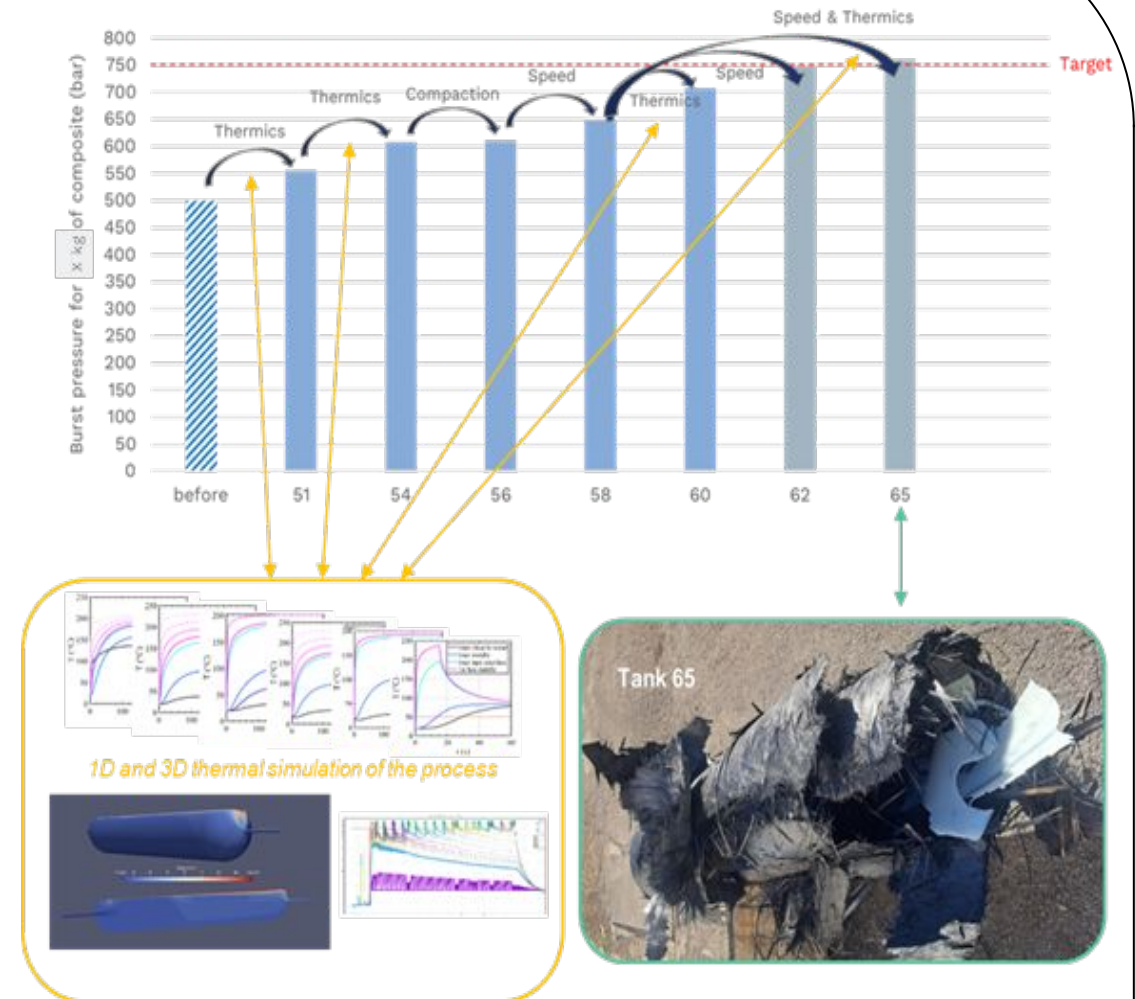 Speed & Thermics
800
750
700
650
600
550
500
450
400
350
300
250
200
150
100
50
0
Burst pressure for x kg of composite (bar)
Target
Thermics
Thermics
Compaction
Speed
Thermics
Speed
before
51
54
56
58
60
62
65
1D and 3D thermal simulation of the process
Tank 65